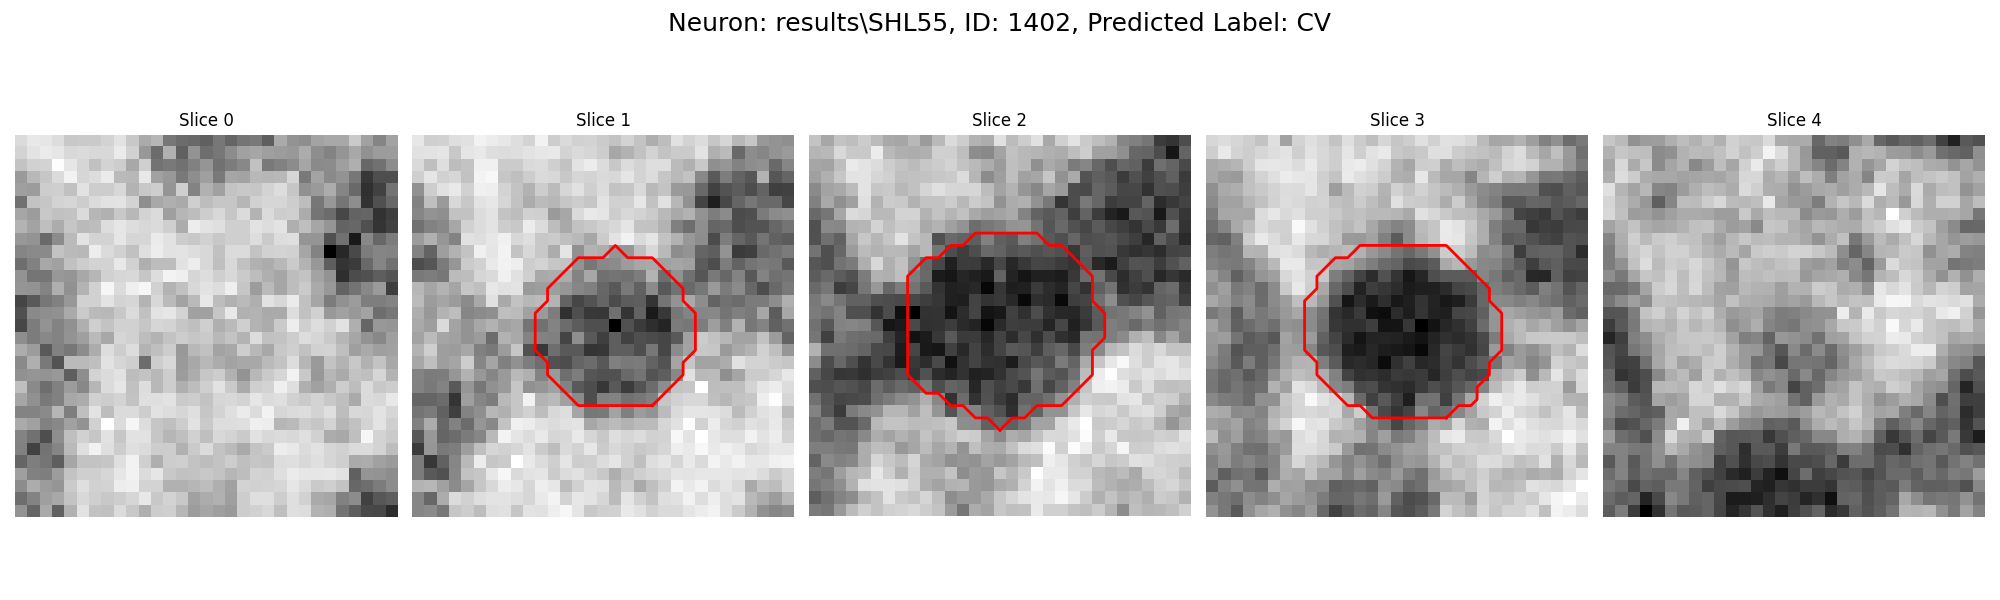 Neuron: results\SHL55, ID: 1402, Predicted Label: CV
Slice 0
Slice 1
Slice 2
Slice 3
Slice 4